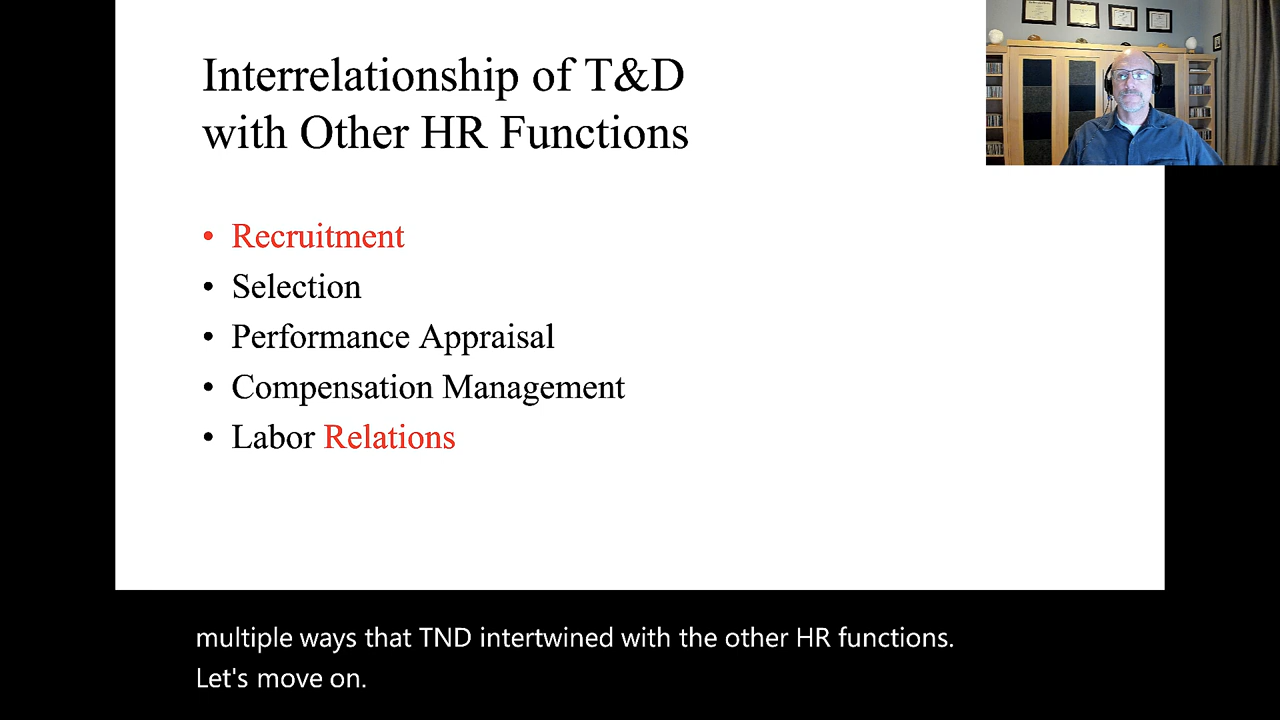 Interrelationship of T&D
with Other HR Functions
• Recruitment
• Selection
• Performance Appraisal
• Compensation Management
• Labor Relations
multiple ways that TND intertwined with the other HR functions.
Let's move on.